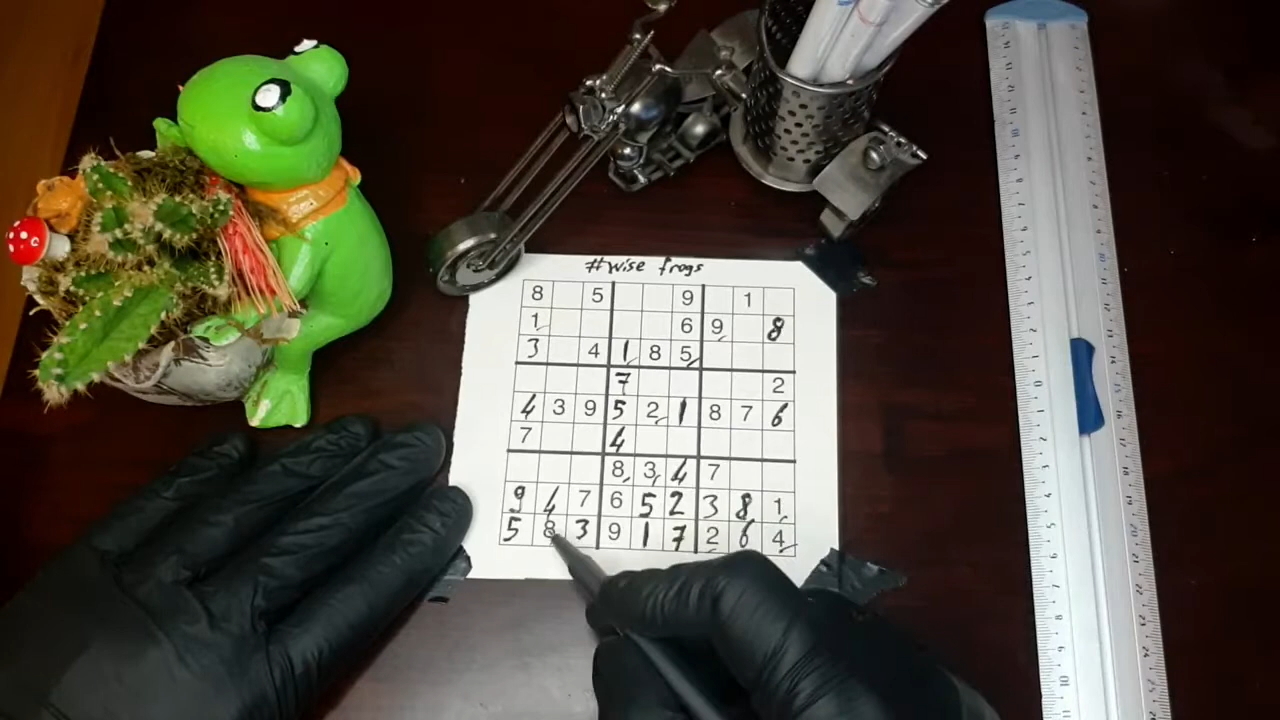 #wise frogs
8 5 9 1
1 6 9 8
3 4 1 8 5
7 2
4 3 9 5 2 1 8 7 6
7 4
8 3 4 7
9 4 7 6 5 2 3 8 1
5 8 3 9 1 7 2 6 4